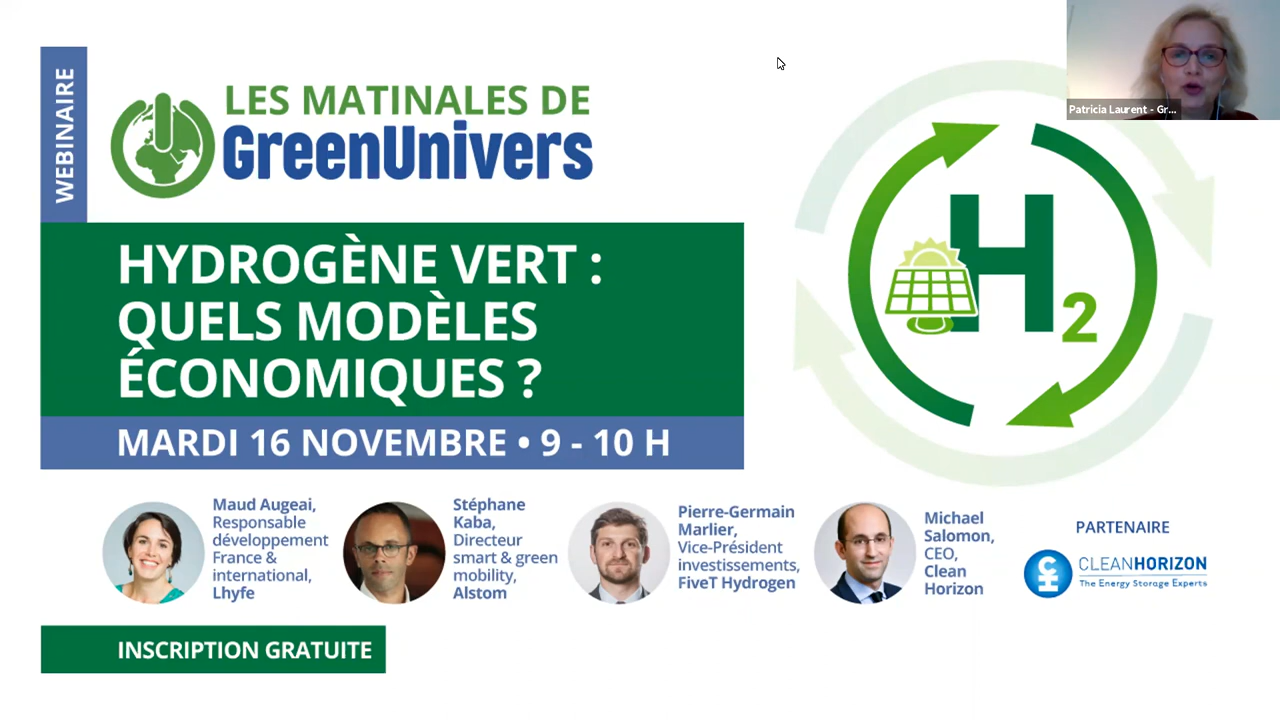 WEBINAIRE
LES MATINALES DE
GreenUnivers
HYDROGÈNE VERT :
QUELS MODÈLES
ÉCONOMIQUES ?
MARDI 16 NOVEMBRE • 9 - 10 H
H2
Patricia Laurent - Gr...
Maud Augeai,
Responsable
développement
France &
international,
Lhyfe
Stéphane
Kaba,
Directeur
smart & green
mobility,
Alstom
Pierre-Germain
Marlier,
Vice-Président
investissements,
FiveT Hydrogen
Michael
Salomon,
CEO,
Clean
Horizon
PARTENAIRE
CLEANHORIZON
The Energy Storage Experts
INSCRIPTION GRATUITE